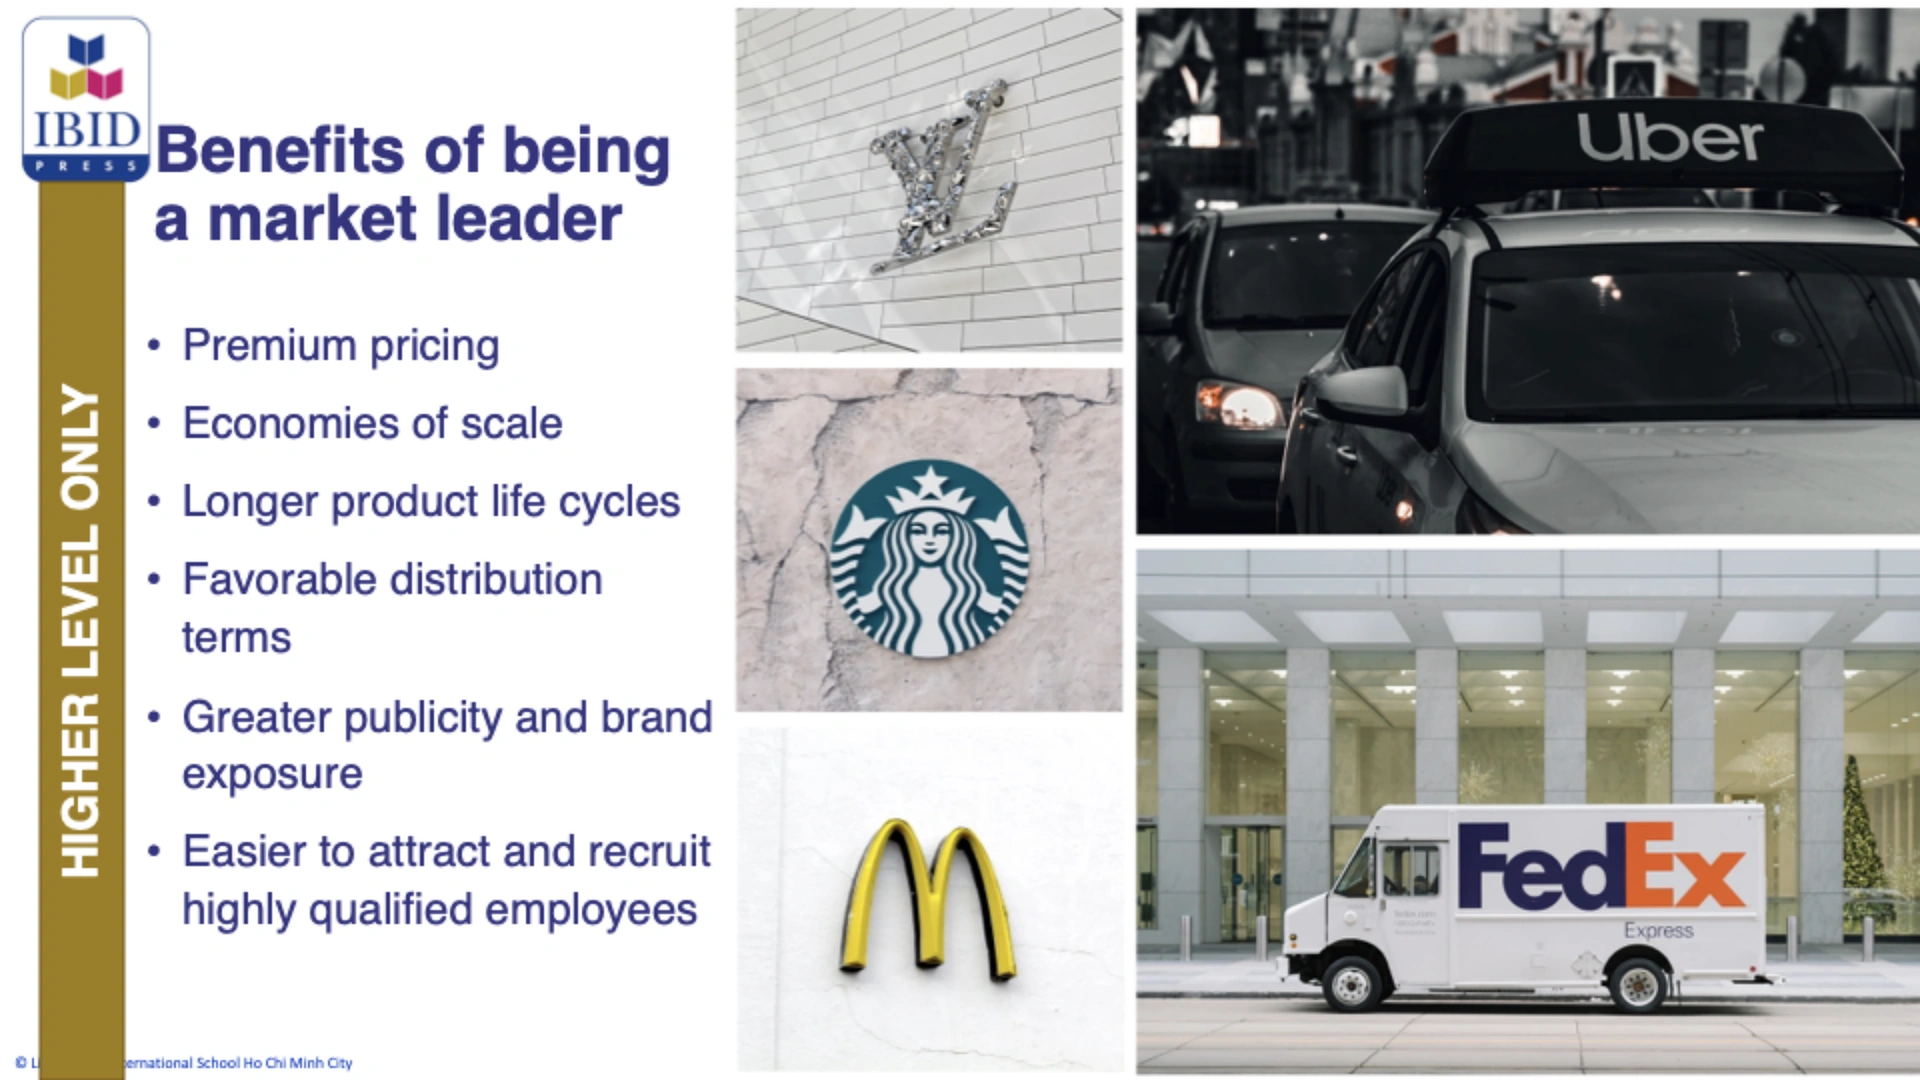 IBID
PRESS
HIGHER LEVEL ONLY
Benefits of being
a market leader
• Premium pricing
• Economies of scale
• Longer product life cycles
• Favorable distribution
terms
• Greater publicity and brand
exposure
• Easier to attract and recruit
highly qualified employees
Uber
FedEx
Express
© International School Ho Chi Minh City